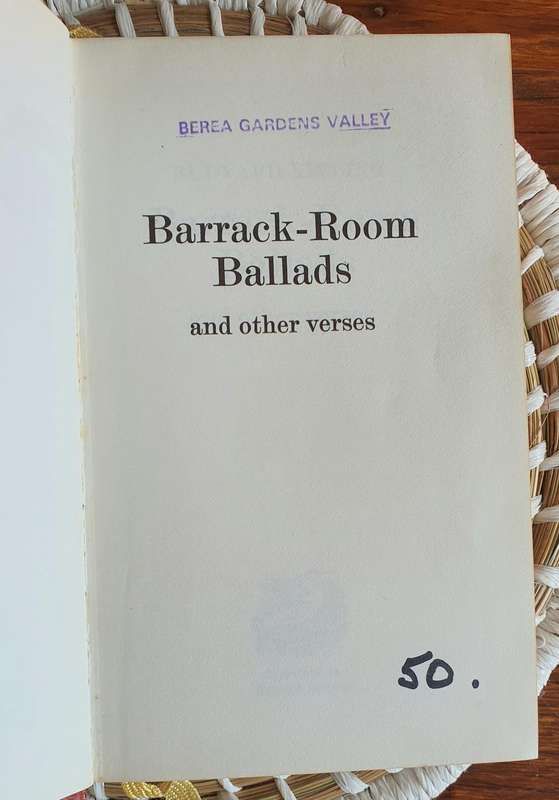 BEREA GARDENS VALLEY
Barrack-Room
Ballads
and other verses
50.